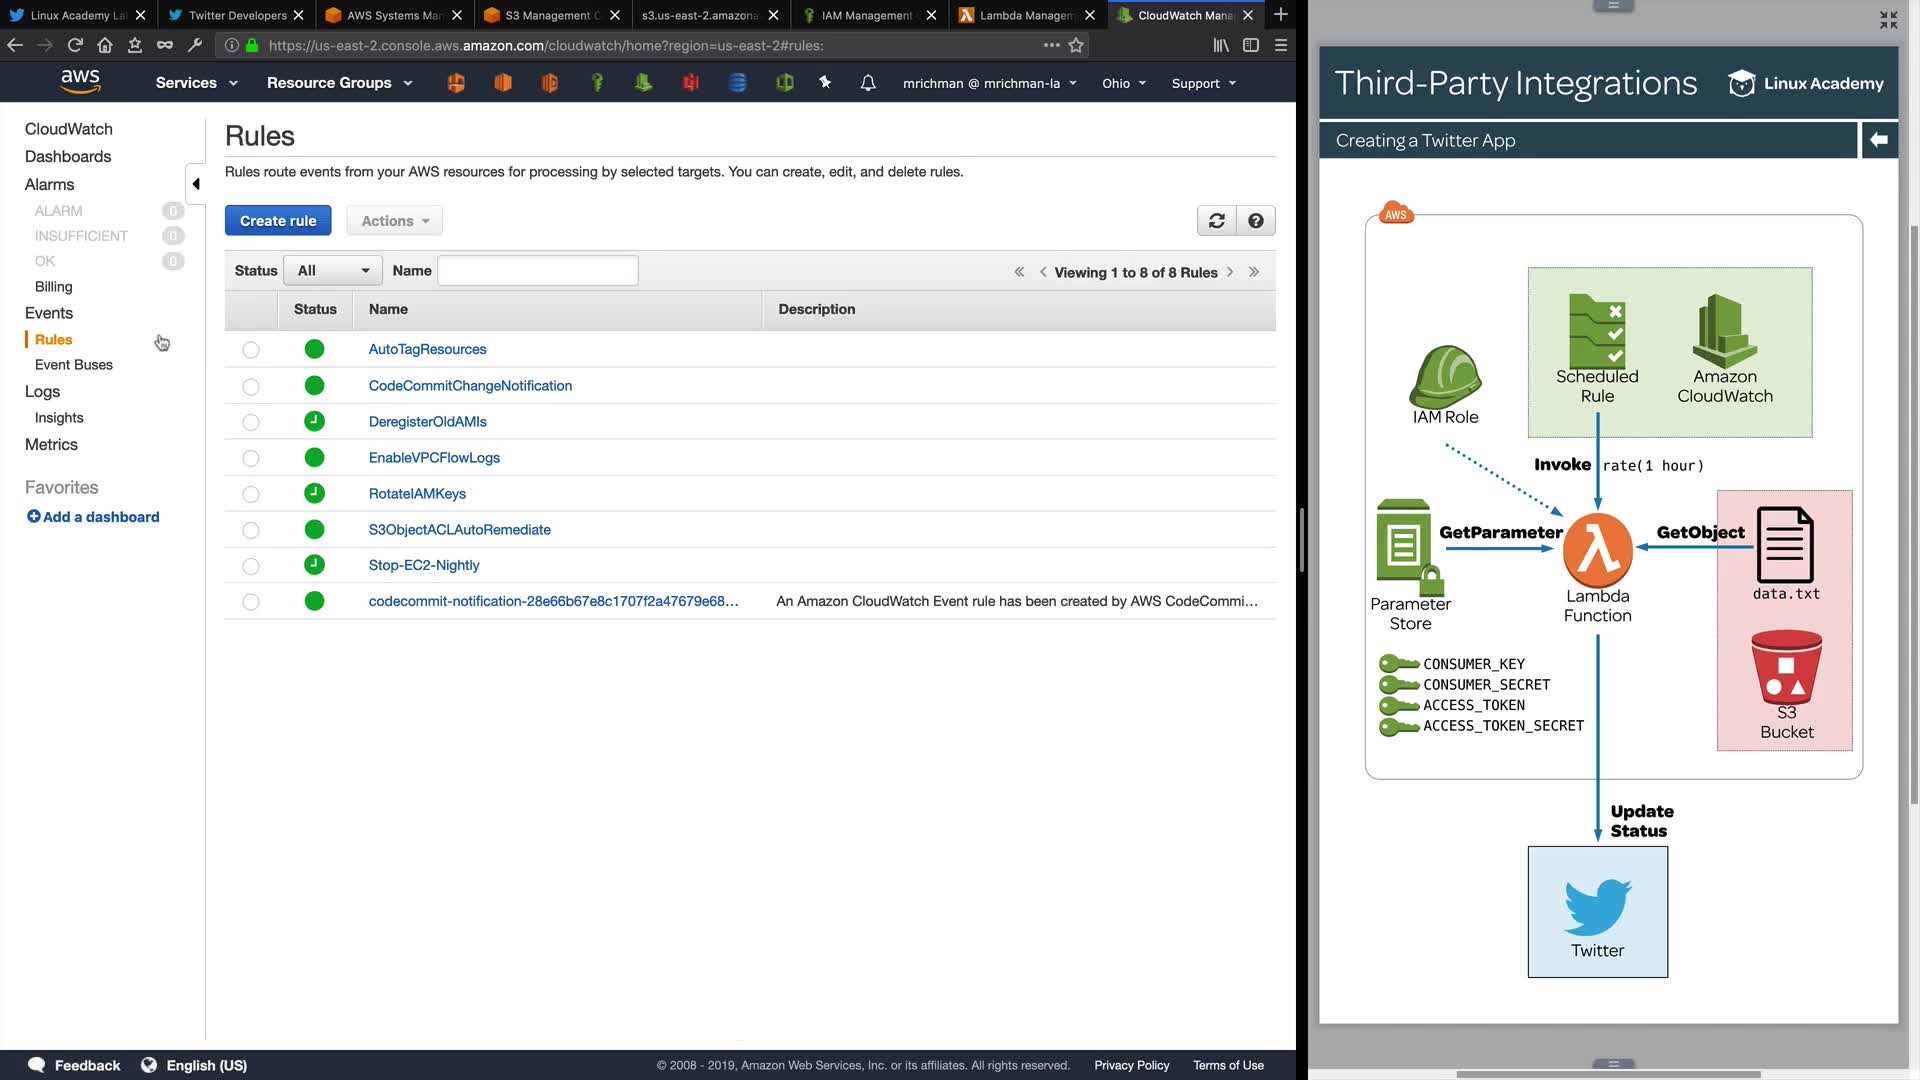 Linux Academy La
Twitter Developers
AWS Systems Man
S3 Management C
s3.us-east-2.amazona
IAM Management
Lambda Managem
CloudWatch Mana
https://us-east-2.console.aws.amazon.com/cloudwatch/home?region=us-east-2#rules:
aws
Services
Resource Groups
mrichman @ mrichman-la
Ohio
Support
CloudWatch
Dashboards
Alarms
ALARM 0
INSUFFICIENT 0
OK 0
Billing
Events
Rules
Event Buses
Logs
Insights
Metrics
Favorites
Add a dashboard
Rules
Rules route events from your AWS resources for processing by selected targets. You can create, edit, and delete rules.
Create rule
Actions
Status All Name
Viewing 1 to 8 of 8 Rules
Status Name Description
AutoTagResources
CodeCommitChangeNotification
DeregisterOldAMIs
EnableVPCFlowLogs
RotateIAMKeys
S3ObjectACLAutoRemediate
Stop-EC2-Nightly
codecommit-notification-28e66b67e8c1707f2a47679e68... An Amazon CloudWatch Event rule has been created by AWS CodeCommi...
Feedback
English (US)
© 2008 - 2019, Amazon Web Services, Inc. or its affiliates. All rights reserved.
Privacy Policy
Terms of Use
Third-Party Integrations
Linux Academy
Creating a Twitter App
AWS
Scheduled
Rule
Amazon
CloudWatch
IAM Role
Invoke rate(1 hour)
GetParameter
GetObject
Parameter
Store
Lambda
Function
data.txt
CONSUMER_KEY
CONSUMER_SECRET
ACCESS_TOKEN
ACCESS_TOKEN_SECRET
S3
Bucket
Update
Status
Twitter